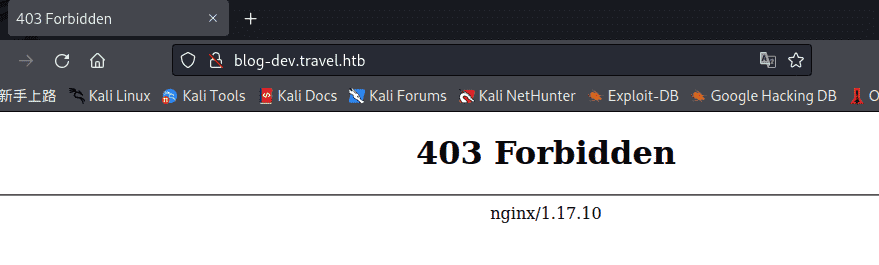 403 Forbidden
blog-dev.travel.htb
新手上路 Kali Linux Kali Tools Kali Docs Kali Forums Kali NetHunter Exploit-DB Google Hacking DB O
403 Forbidden
nginx/1.17.10